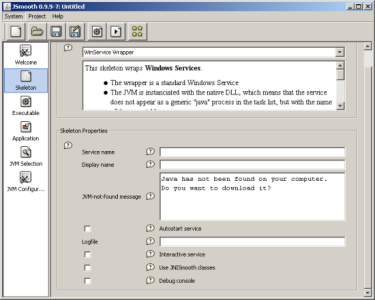 JSmooth 0.9.9-7: Untitled
System Project Help
Welcome
Skeleton
Executable
Application
JVM Selection
JVM Configur...
WinService Wrapper
This skeleton wraps Windows Services.
The wrapper is a standard Windows Service
The JVM is instanciated with the native DLL, which means that the service
does not appear as a generic "java" process in the task list, but with the name
Skeleton Properties
Service name
Display name
JVM-not-found message
Java has not been found on your computer.
Do you want to download it?
Autostart service
Logfile
Interactive service
Use JNISmooth classes
Debug console